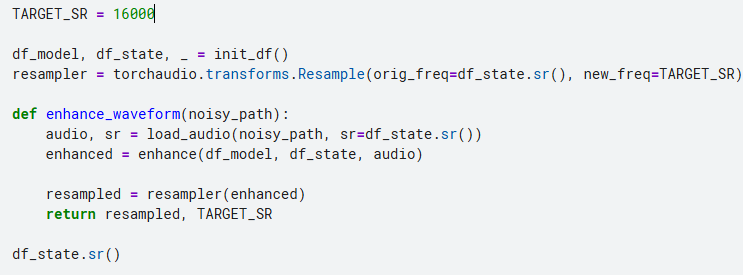 TARGET_SR = 16000
df_model, df_state, _ = init_df()
resampler = torchaudio.transforms.Resample(orig_freq=df_state.sr(), new_freq=TARGET_SR)
def enhance_waveform(noisy_path):
    audio, sr = load_audio(noisy_path, sr=df_state.sr())
    enhanced = enhance(df_model, df_state, audio)
    resampled = resampler(enhanced)
    return resampled, TARGET_SR
df_state.sr()